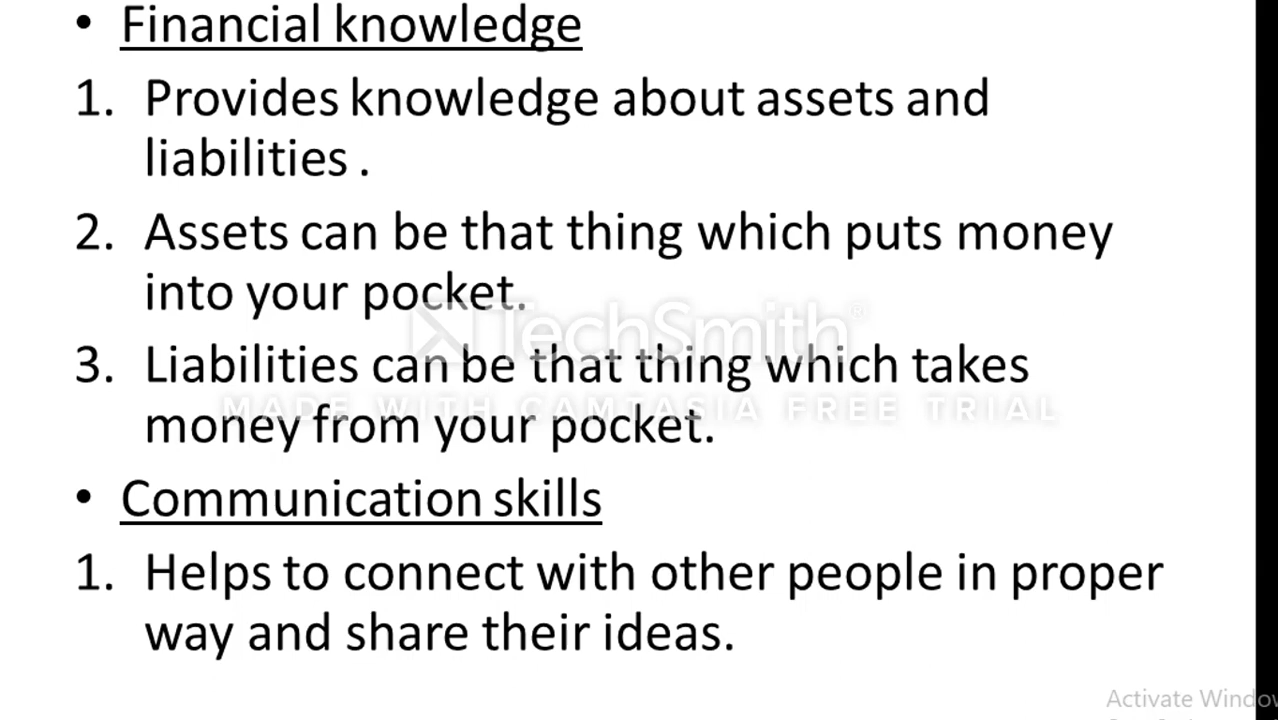 • Financial knowledge
1. Provides knowledge about assets and
liabilities .
2. Assets can be that thing which puts money
into your pocket.
TechSmith®
3. Liabilities can be that thing which takes
MADE WITH CAMTASIA FREE TRIAL
money from your pocket.
• Communication skills
1. Helps to connect with other people in proper
way and share their ideas.
Activate Window